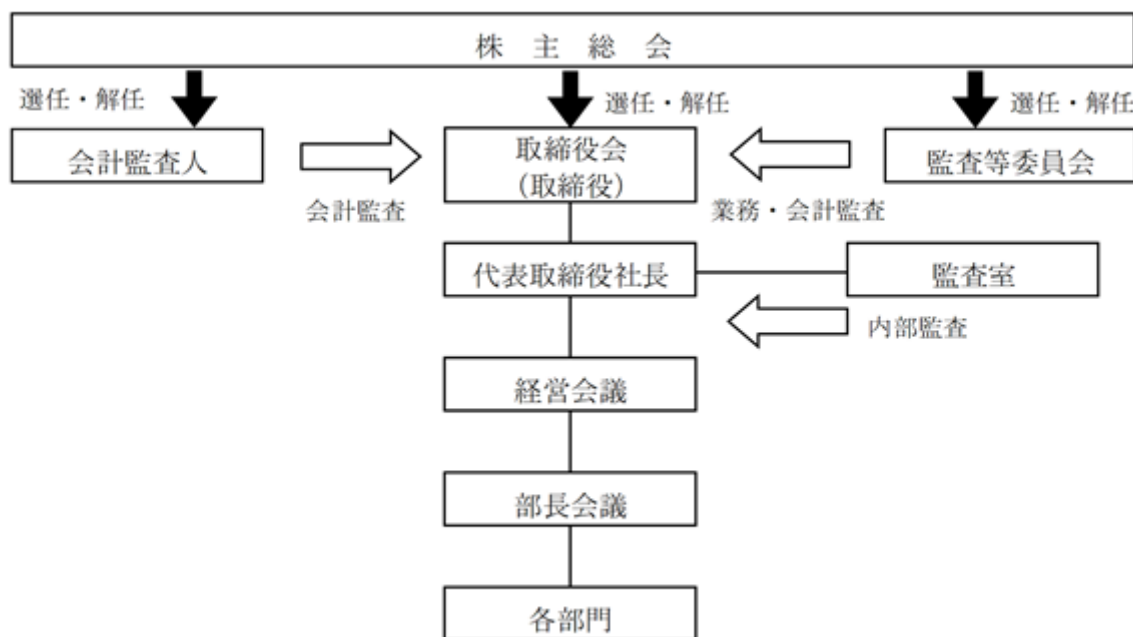 株主総会
選任・解任
選任・解任
選任・解任
会計監査人
取締役会
(取締役)
監査等委員会
会計監査
業務・会計監査
代表取締役社長
監査室
内部監査
経営会議
部長会議
各部門